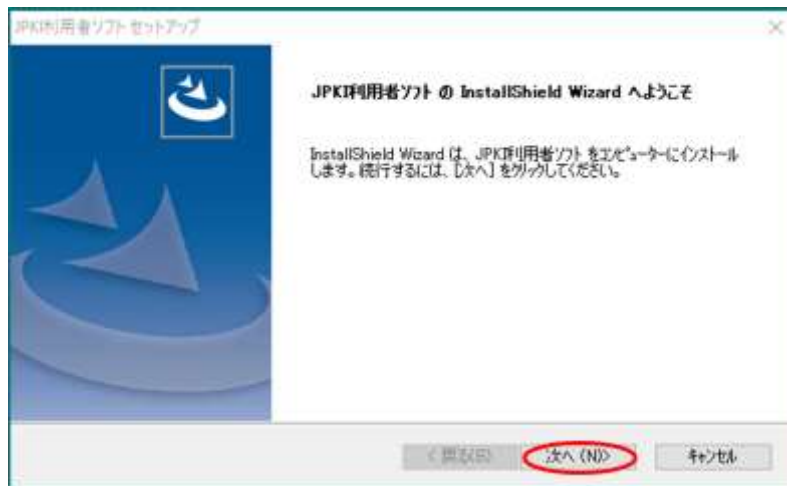 JPKI利用者ソフト セットアップ
JPKI利用者ソフト の InstallShield Wizard へようこそ
InstallShield Wizard は、JPKI利用者ソフト をコンピューターにインストール
します。続行するには、[次へ] をクリックしてください。
< 戻る(B)
次へ (N)>
キャンセル